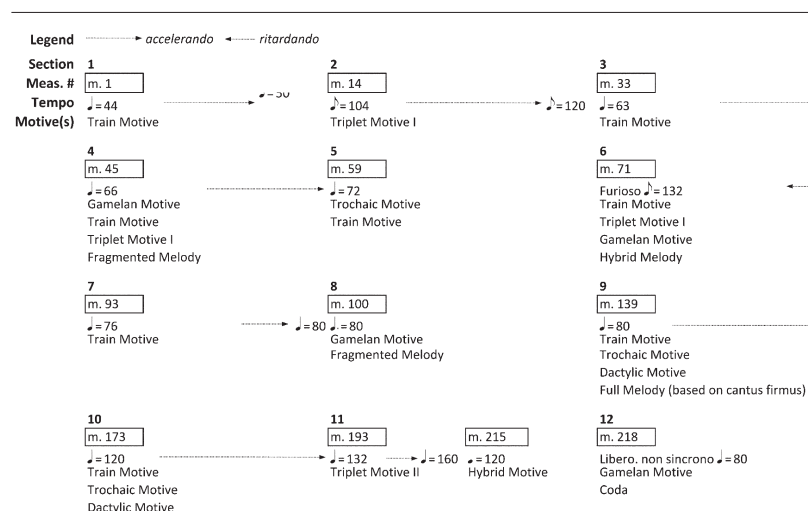 Legend accelerando ritardando
Section 1 2 3
Meas. # m. 1 m. 14 m. 33
Tempo ♩=44 ♪=104 ♪=120 ♩=63
Motive(s) Train Motive Triplet Motive I Train Motive
4 5 6
m. 45 m. 59 m. 71
♩=66 ♩=72 Furioso ♪=132
Gamelan Motive Trochaic Motive Train Motive
Train Motive Train Motive Triplet Motive I
Triplet Motive I Gamelan Motive
Fragmented Melody Hybrid Melody
7 8 9
m. 93 m. 100 m. 139
♩=76 ♩=80 ♩.=80 ♩=80
Train Motive Gamelan Motive Train Motive
Fragmented Melody Trochaic Motive
Dactylic Motive
Full Melody (based on cantus firmus)
10 11 12
m. 173 m. 193 m. 215 m. 218
♩=120 ♩=132 ♩=160 ♩=120 Libero. non sincrono ♩=80
Train Motive Triplet Motive II Hybrid Motive Gamelan Motive
Trochaic Motive Coda
Dactylic Motive